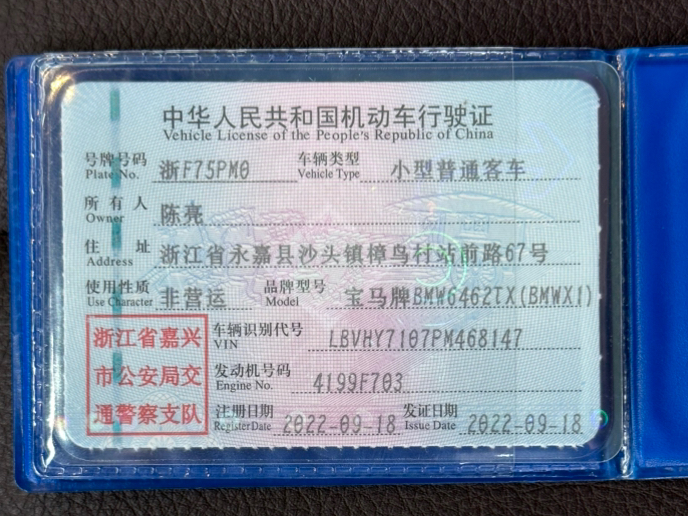 中华人民共和国机动车行驶证
Vehicle License of the People's Republic of China
号牌号码 浙F75PM0 车辆类型 小型普通客车
Plate No. Vehicle Type
所有人 陈亮
Owner
住址 浙江省永嘉县沙头镇樟鸟村站前路67号
Address
使用性质 非营运 品牌型号 宝马牌BMW6462TX(BMWX1)
Use Character Model
浙江省嘉兴
市公安局交
通警察支队
车辆识别代号 LBVHY7107PM468147
VIN
发动机号码 4199F703
Engine No.
注册日期 2022-09-18 发证日期 2022-09-18
Register Date Issue Date